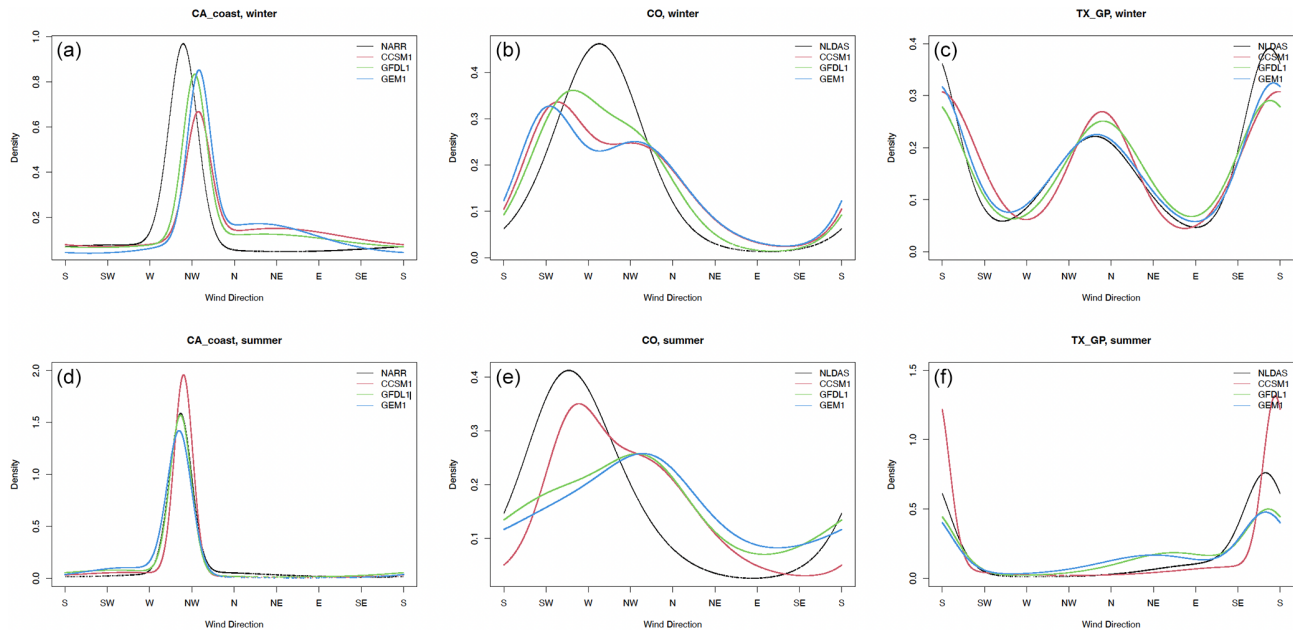 CA_coast, winter
(a)
NARR
CCSM1
GFDL1
GEM1
Density
1.0
0.8
0.6
0.4
0.2
S SW W NW N NE E SE S
Wind Direction
CO, winter
(b)
NLDAS
CCSM1
GFDL1
GEM1
Density
0.4
0.3
0.2
0.1
0.0
S SW W NW N NE E SE S
Wind Direction
TX_GP, winter
(c)
NLDAS
CCSM1
GFDL1
GEM1
Density
0.4
0.3
0.2
0.1
0.0
S SW W NW N NE E SE S
Wind Direction
CA_coast, summer
(d)
NARR
CCSM1
GFDL1|
GEM1
Density
2.0
1.5
1.0
0.5
0.0
S SW W NW N NE E SE S
Wind Direction
CO, summer
(e)
NLDAS
CCSM1
GFDL1
GEM1
Density
0.4
0.3
0.2
0.1
S SW W NW N NE E SE S
Wind Direction
TX_GP, summer
(f)
NLDAS
CCSM1
GFDL1
GEM1
Density
1.5
1.0
0.5
0.0
S SW W NW N NE E SE S
Wind Direction